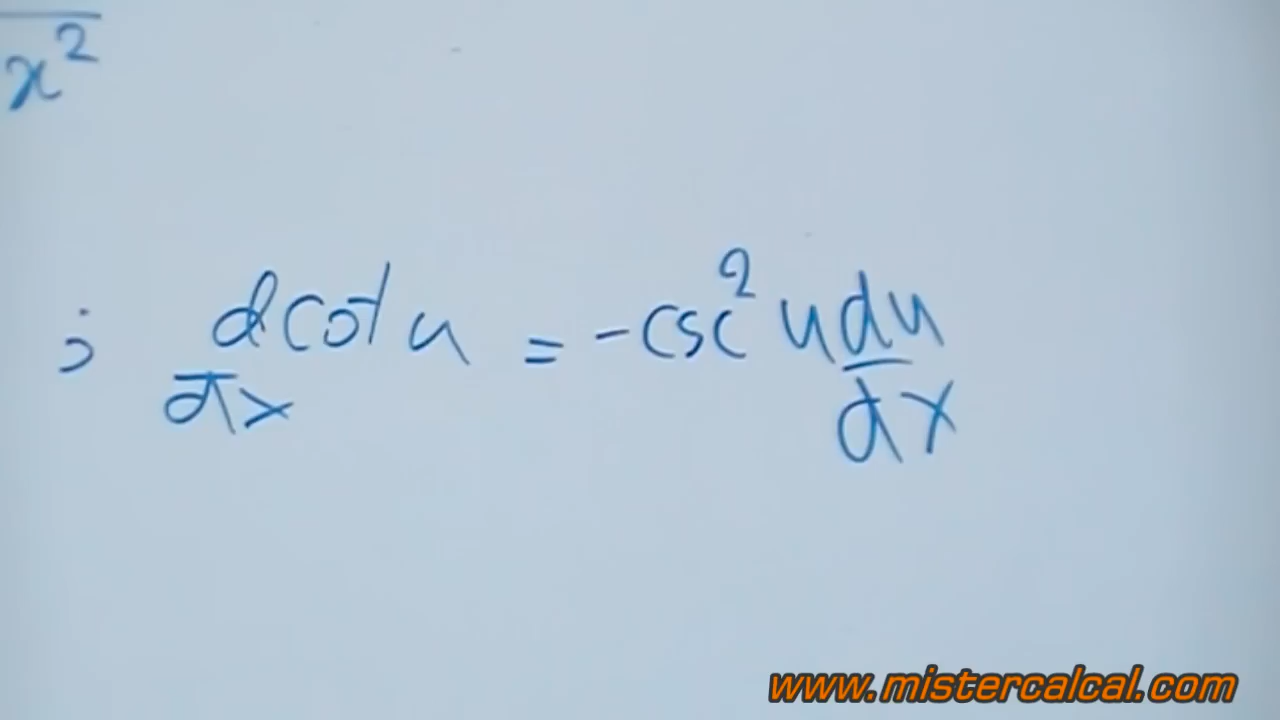 x²
; d/dx cot u = -csc² u du/dx
www.mistercalcal.com